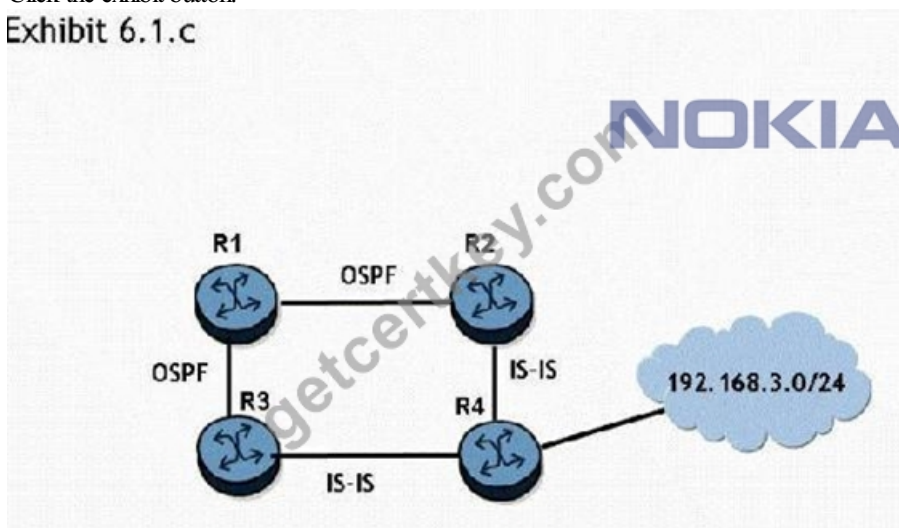 Click the exhibit button.
Exhibit 6.1.c
NOKIA
getcertkey.com
R1
OSPF
R2
OSPF
IS-IS
192.168.3.0/24
R3
R4
IS-IS